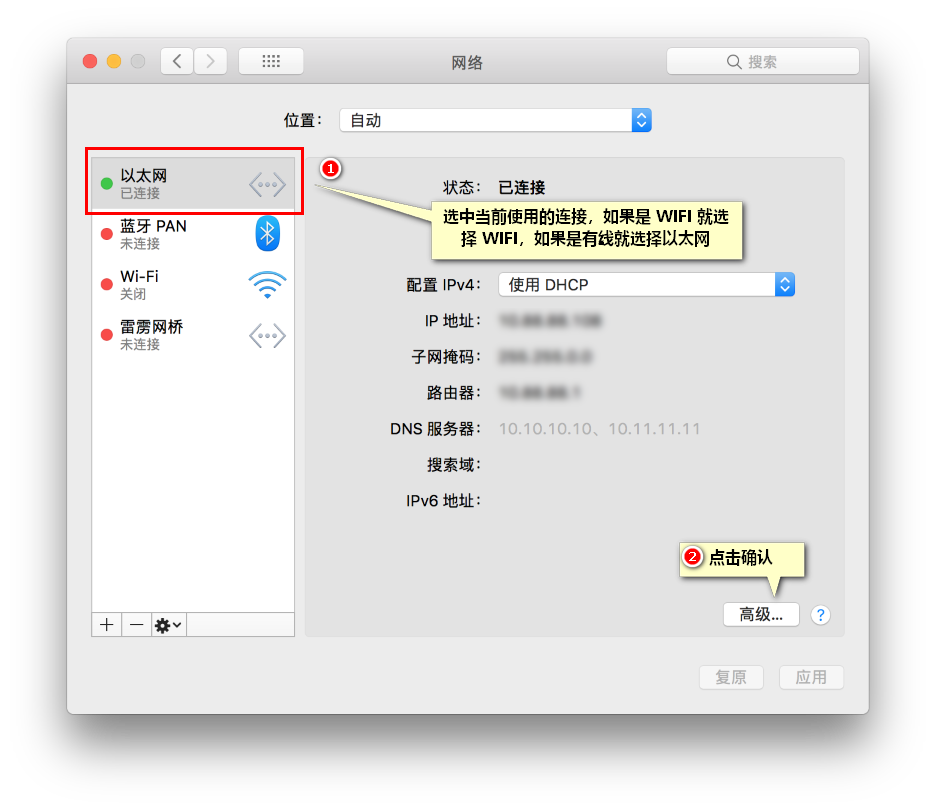 网络
搜索
位置：
自动
以太网
已连接
蓝牙 PAN
未连接
Wi-Fi
关闭
雷雳网桥
未连接
1
状态：
已连接
选中当前使用的连接，如果是 WIFI 就选
择 WIFI，如果是有线就选择以太网
配置 IPv4：
使用 DHCP
IP 地址：
子网掩码：
路由器：
DNS 服务器：
10.10.10.10、10.11.11.11
搜索域：
IPv6 地址：
2 点击确认
高级...
?
复原
应用